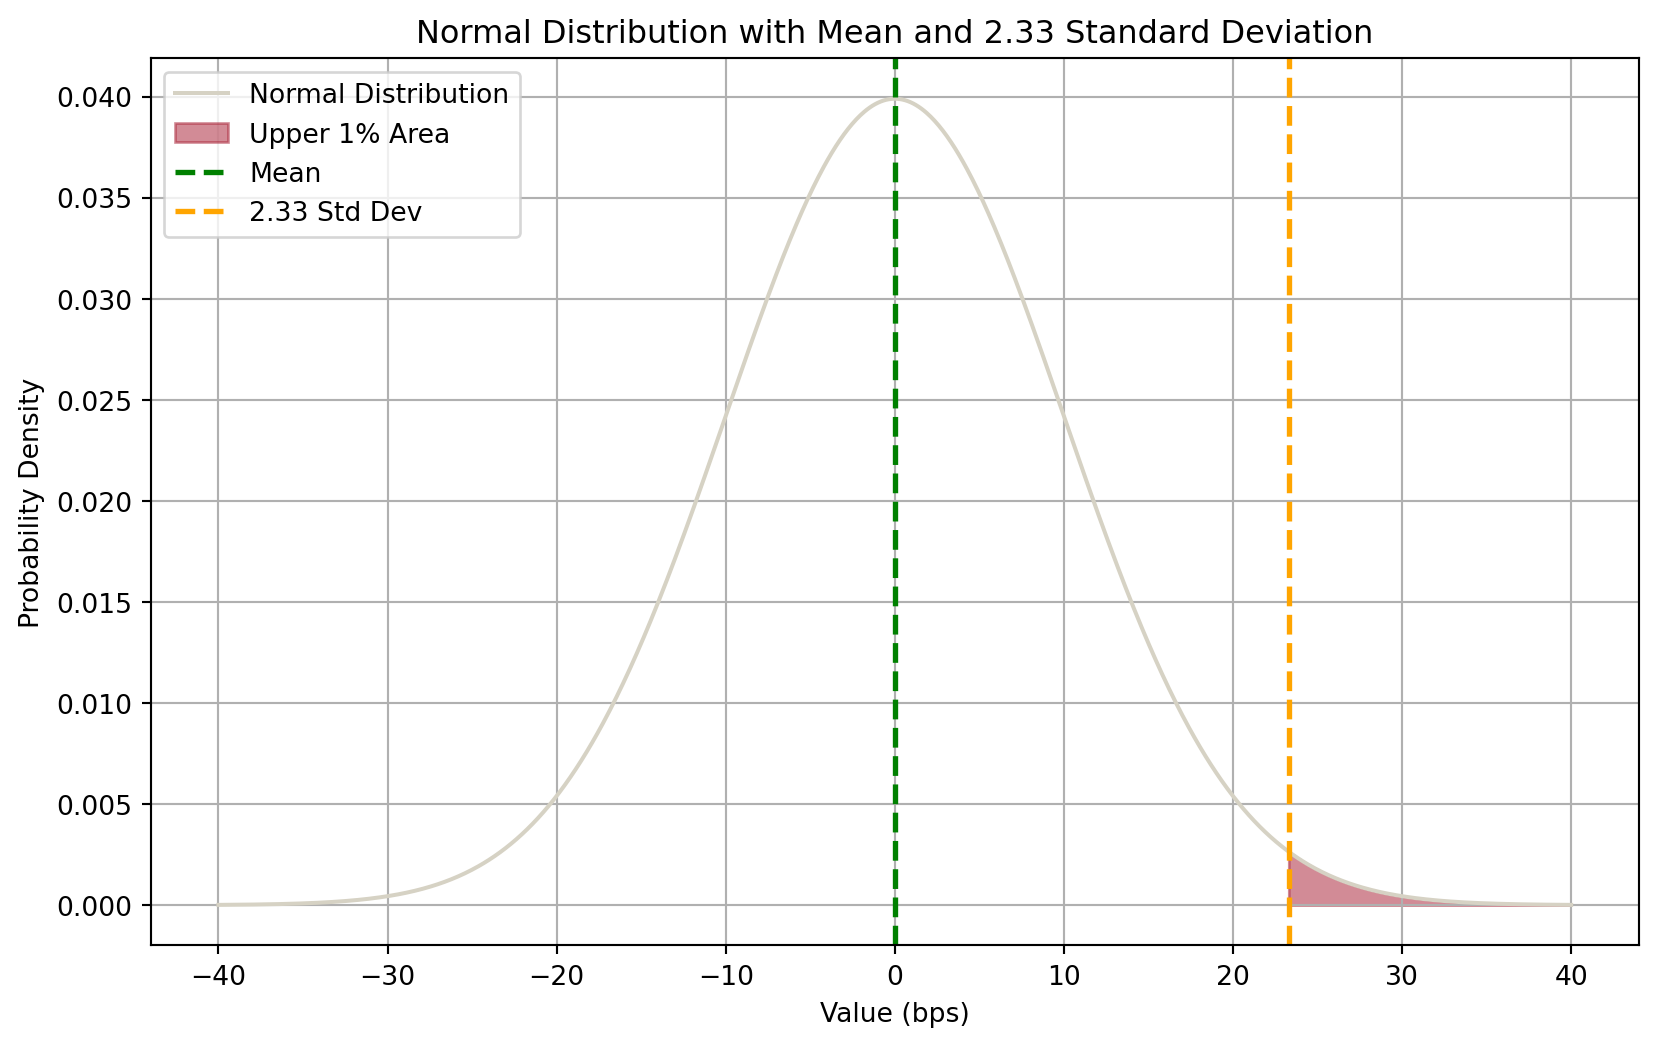 Normal Distribution with Mean and 2.33 Standard Deviation
Normal Distribution
Upper 1% Area
Mean
2.33 Std Dev
Probability Density
0.040
0.035
0.030
0.025
0.020
0.015
0.010
0.005
0.000
−40 −30 −20 −10 0 10 20 30 40
Value (bps)